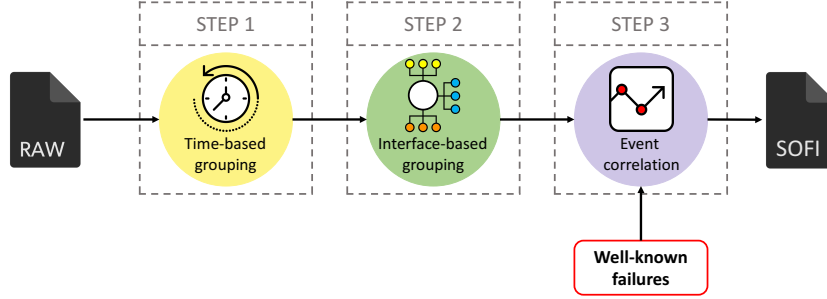 STEP 1
STEP 2
STEP 3
RAW
Time-based
grouping
Interface-based
grouping
Event
correlation
SOFI
Well-known
failures